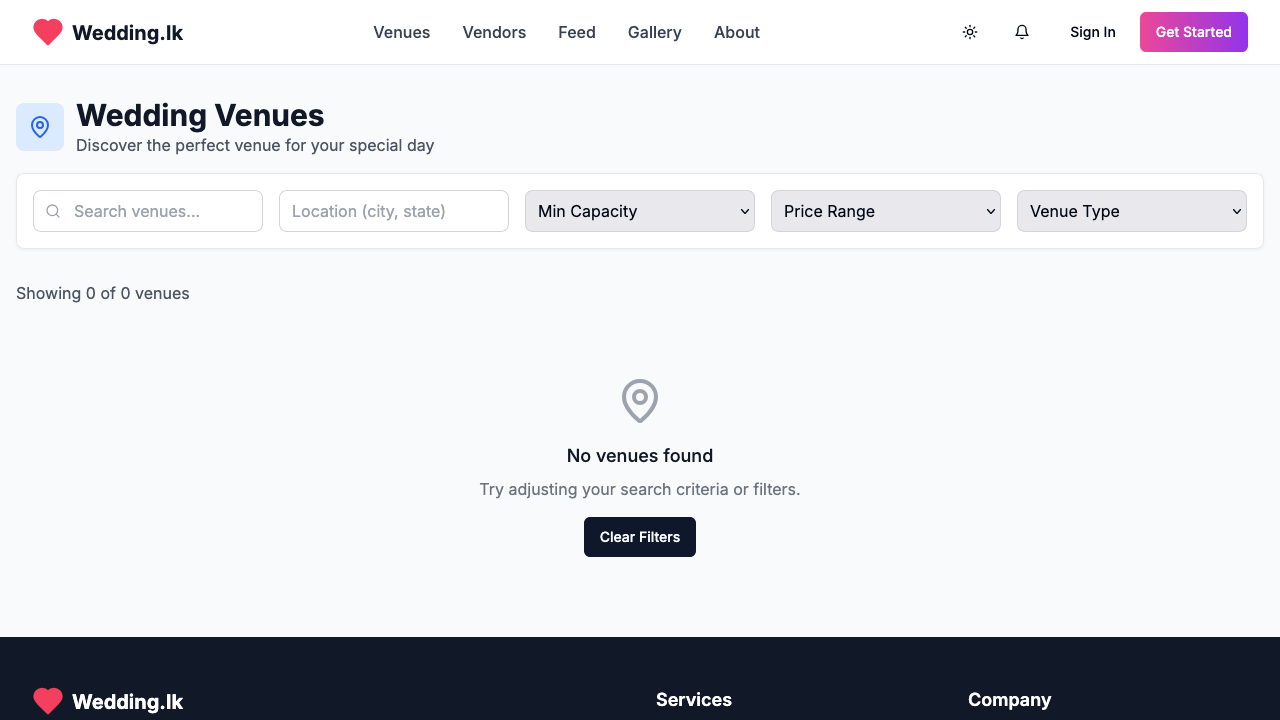 Wedding.lk
Venues
Vendors
Feed
Gallery
About
Sign In
Get Started
Wedding Venues
Discover the perfect venue for your special day
Search venues...
Location (city, state)
Min Capacity
Price Range
Venue Type
Showing 0 of 0 venues
No venues found
Try adjusting your search criteria or filters.
Clear Filters
Wedding.lk
Services
Company